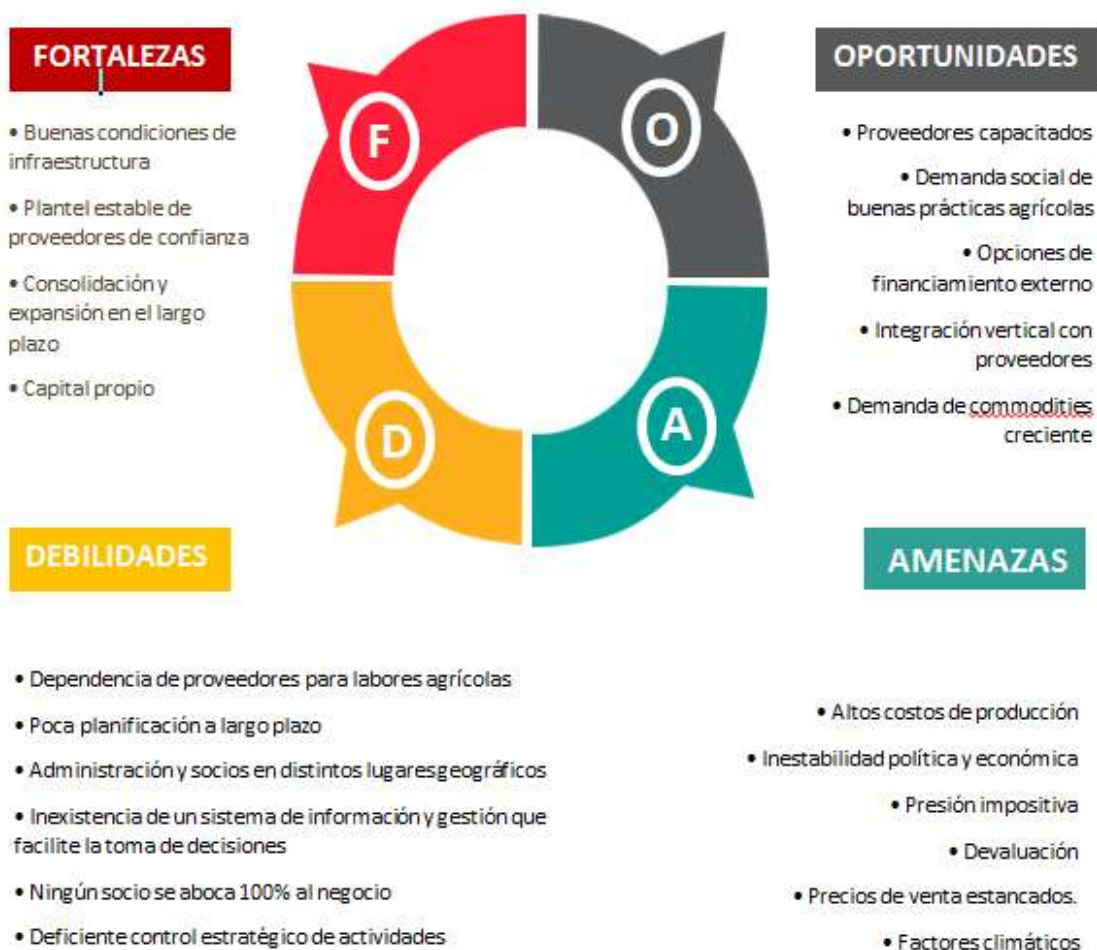 FORTALEZAS
• Buenas condiciones de
infraestructura
• Plantel estable de
proveedores de confianza
• Consolidación y
expansión en el largo
plazo
• Capital propio
F
O
D
A
OPORTUNIDADES
• Proveedores capacitados
• Demanda social de
buenas prácticas agrícolas
• Opciones de
financiamiento externo
• Integración vertical con
proveedores
• Demanda de commodities
creciente
DEBILIDADES
• Dependencia de proveedores para labores agrícolas
• Poca planificación a largo plazo
• Administración y socios en distintos lugares geográficos
• Inexistencia de un sistema de información y gestión que
facilite la toma de decisiones
• Ningún socio se aboca 100% al negocio
• Deficiente control estratégico de actividades
AMENAZAS
• Altos costos de producción
• Inestabilidad política y económica
• Presión impositiva
• Devaluación
• Precios de venta estancados.
• Factores climáticos